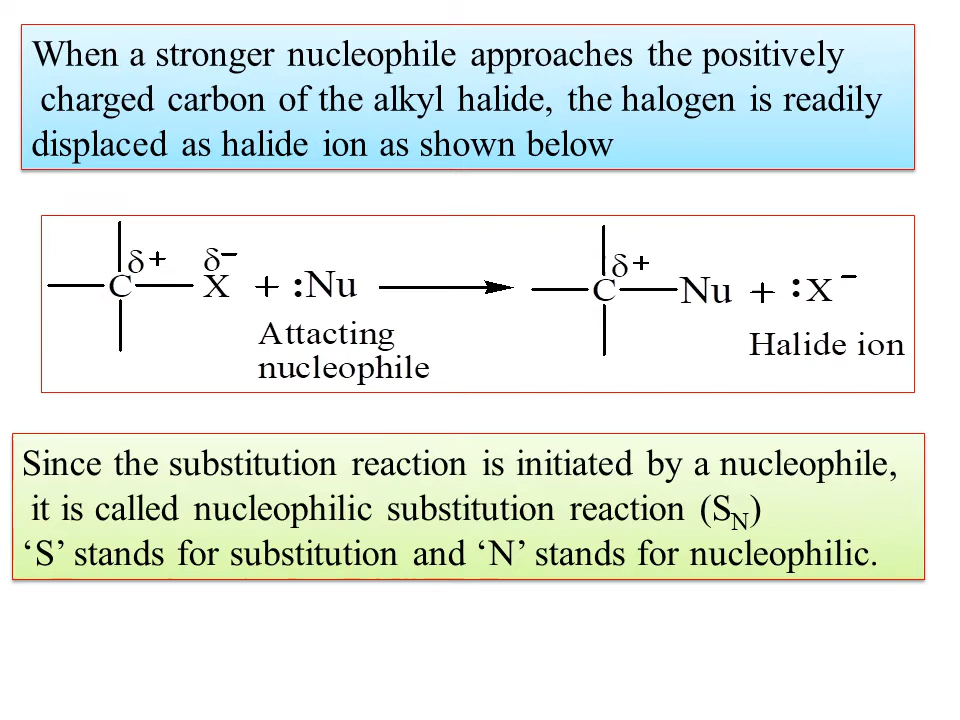 When a stronger nucleophile approaches the positively
charged carbon of the alkyl halide, the halogen is readily
displaced as halide ion as shown below
δ+ δ− δ+
C X + :Nu C Nu + :X−
Attacting
nucleophile
Halide ion
Since the substitution reaction is initiated by a nucleophile,
it is called nucleophilic substitution reaction (SN)
‘S’ stands for substitution and ‘N’ stands for nucleophilic.